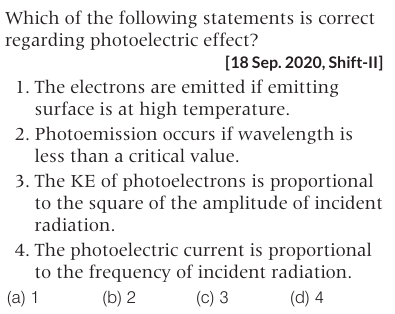 Which of the following statements is correct
regarding photoelectric effect?
[18 Sep. 2020, Shift-II]
1. The electrons are emitted if emitting
surface is at high temperature.
2. Photoemission occurs if wavelength is
less than a critical value.
3. The KE of photoelectrons is proportional
to the square of the amplitude of incident
radiation.
4. The photoelectric current is proportional
to the frequency of incident radiation.
(a) 1 (b) 2 (c) 3 (d) 4